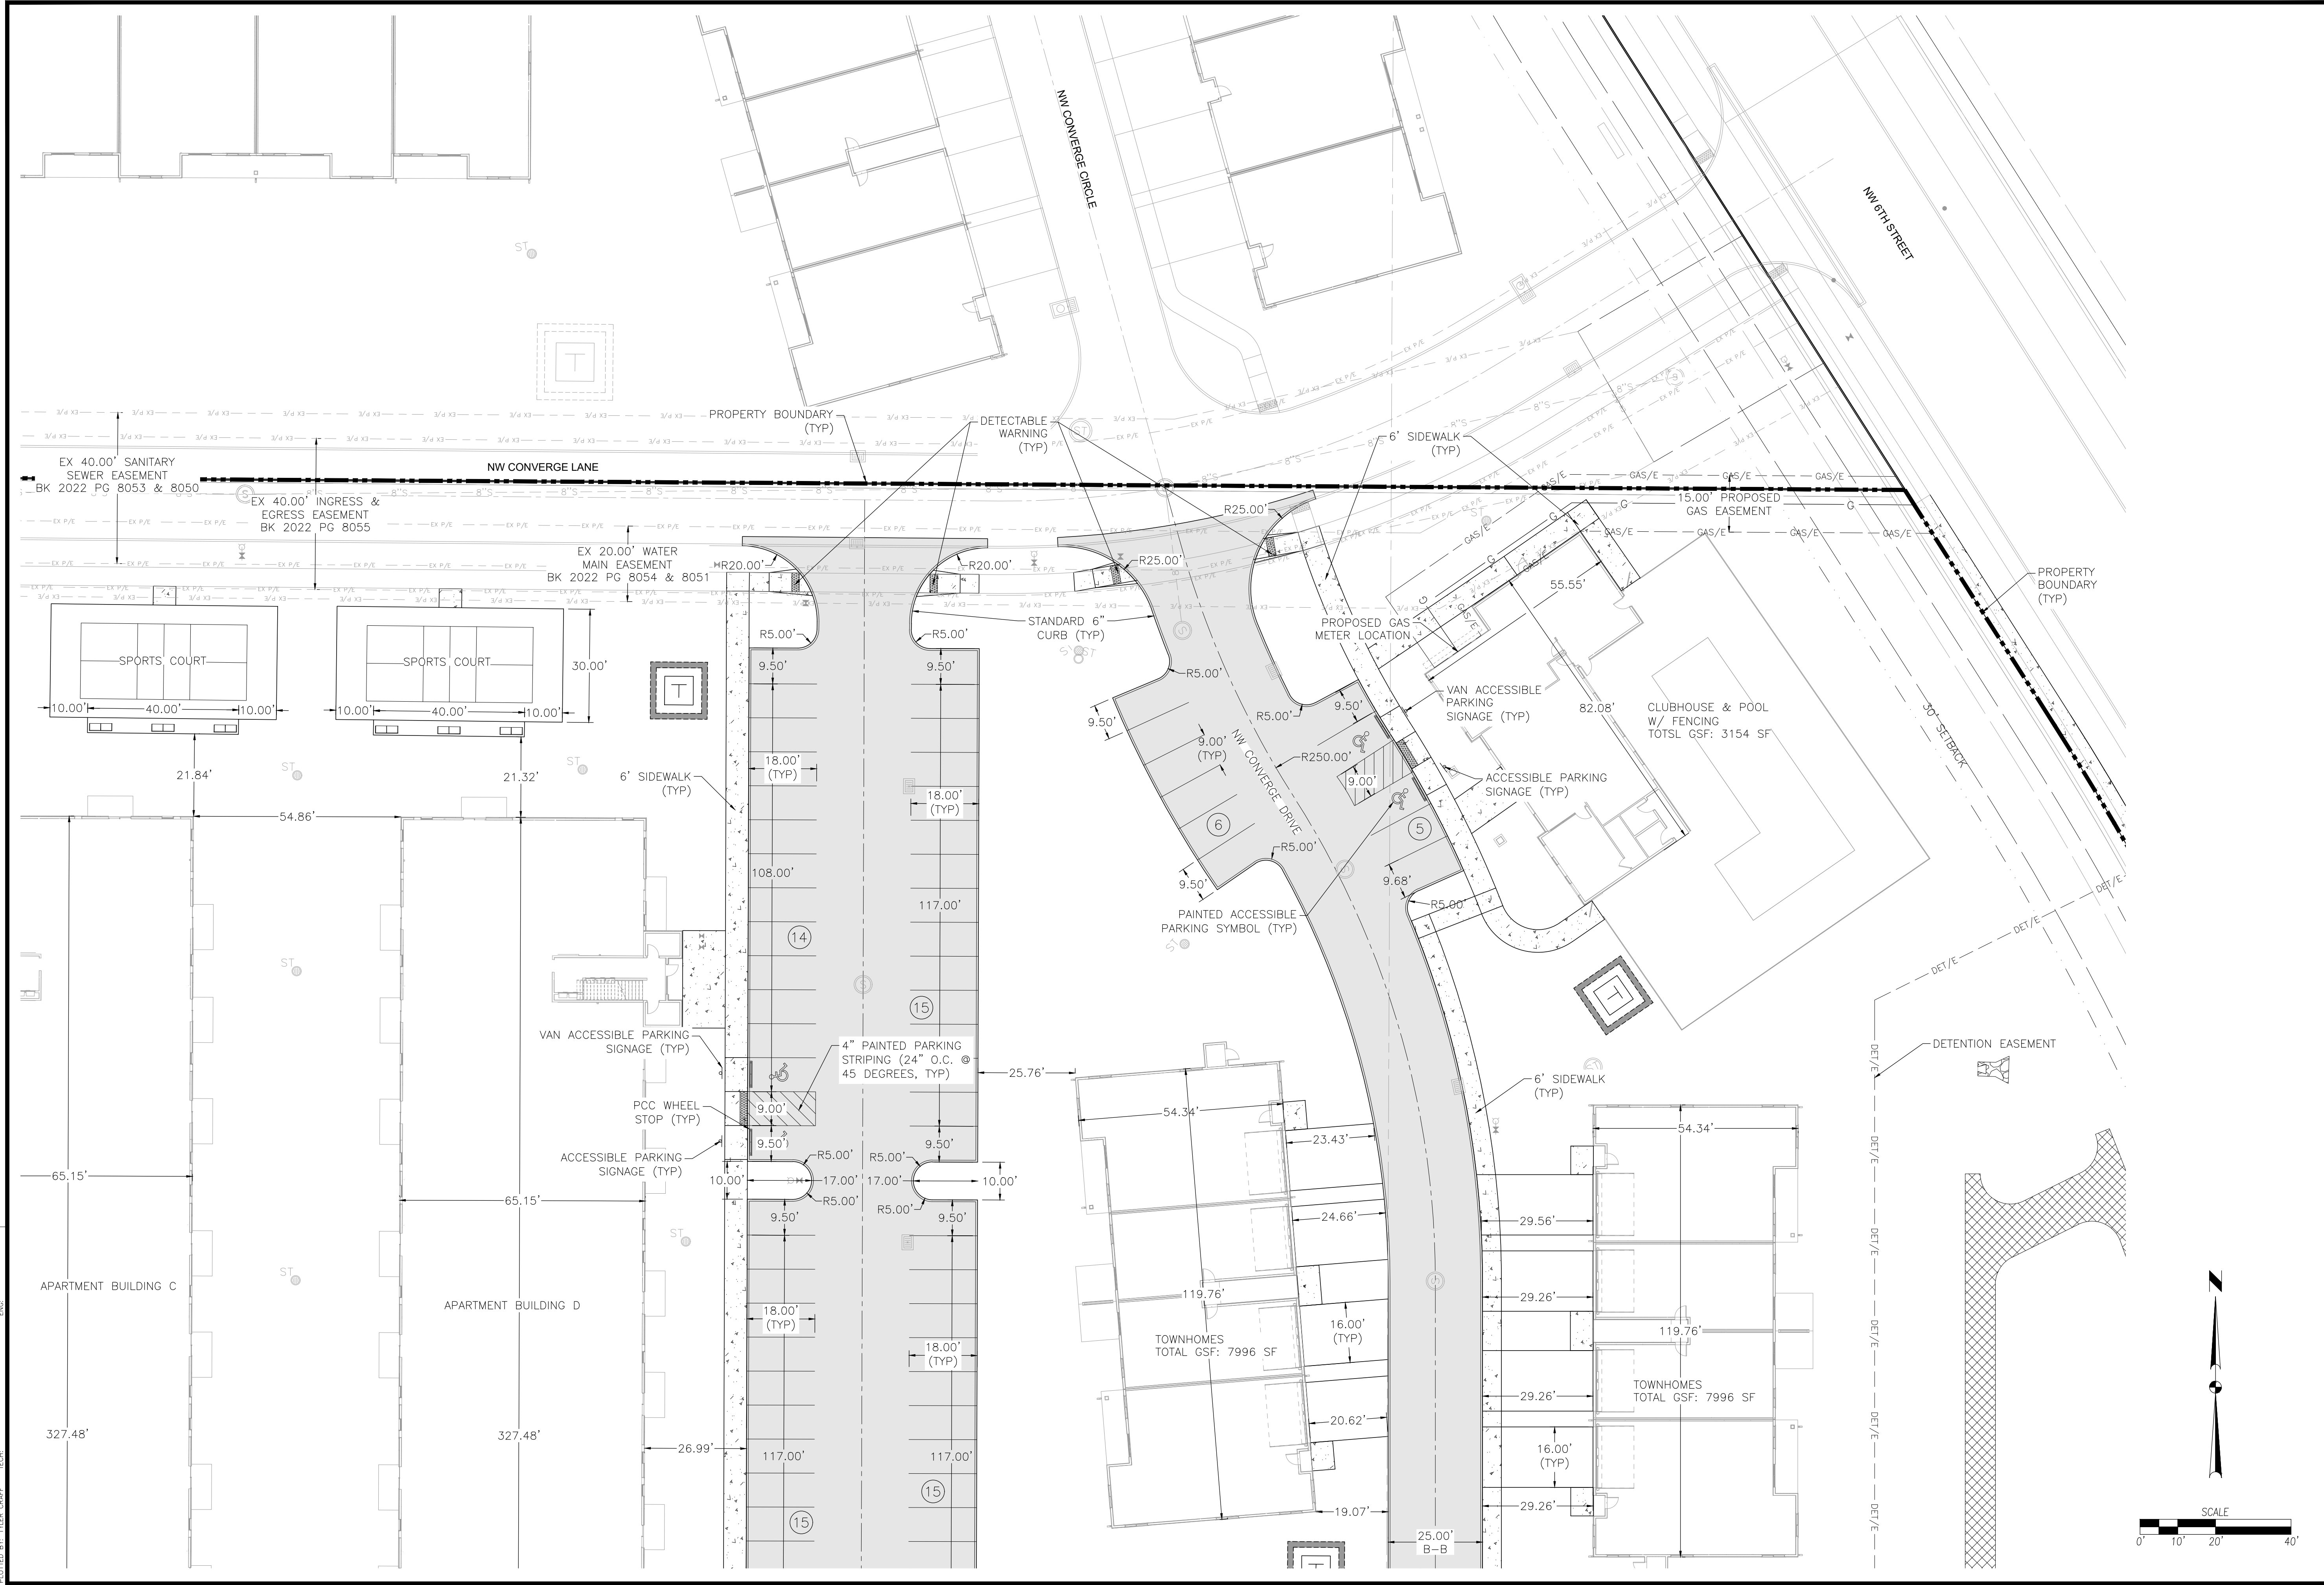 NW CONVERGE CIRCLE
NW 6TH STREET
ST
T
PROPERTY BOUNDARY
(TYP)
DETECTABLE
WARNING
(TYP)
6' SIDEWALK
(TYP)
EX 40.00' SANITARY
SEWER EASEMENT
BK 2022 PG 8053 & 8050
NW CONVERGE LANE
EX 40.00' INGRESS &
EGRESS EASEMENT
BK 2022 PG 8055
EX 20.00' WATER
MAIN EASEMENT
BK 2022 PG 8054 & 8051
EX P/E
8"S
GAS/E
15.00' PROPOSED
GAS EASEMENT
G
R20.00'
R20.00'
R25.00'
R25.00'
STANDARD 6"
CURB (TYP)
PROPOSED GAS
METER LOCATION
55.55'
PROPERTY
BOUNDARY
(TYP)
SPORTS COURT
SPORTS COURT
30.00'
10.00'
40.00'
10.00'
10.00'
40.00'
10.00'
21.84'
21.32'
54.86'
R5.00'
R5.00'
9.50'
9.50'
18.00'
(TYP)
18.00'
(TYP)
6' SIDEWALK
(TYP)
108.00'
117.00'
14
15
R5.00'
R5.00'
9.50'
9.50'
9.00'
(TYP)
NW CONVERGE DRIVE
R250.00'
9.00'
VAN ACCESSIBLE
PARKING
SIGNAGE (TYP)
82.08'
CLUBHOUSE & POOL
W/ FENCING
TOTSL GSF: 3154 SF
50' SETBACK
ACCESSIBLE PARKING
SIGNAGE (TYP)
6
5
R5.00'
9.50'
9.68'
R5.00'
PAINTED ACCESSIBLE
PARKING SYMBOL (TYP)
DET/E
DETENTION EASEMENT
VAN ACCESSIBLE PARKING
SIGNAGE (TYP)
4" PAINTED PARKING
STRIPING (24" O.C. @
45 DEGREES, TYP)
25.76'
PCC WHEEL
STOP (TYP)
9.00'
9.50'
9.50'
ACCESSIBLE PARKING
SIGNAGE (TYP)
R5.00'
R5.00'
10.00'
17.00'
17.00'
10.00'
R5.00'
R5.00'
9.50'
9.50'
65.15'
65.15'
APARTMENT BUILDING C
APARTMENT BUILDING D
327.48'
327.48'
26.99'
18.00'
(TYP)
18.00'
(TYP)
117.00'
117.00'
15
15
6' SIDEWALK
(TYP)
54.34'
23.43'
24.66'
119.76'
TOWNHOMES
TOTAL GSF: 7996 SF
16.00'
(TYP)
20.62'
19.07'
25.00'
B-B
54.34'
29.56'
29.26'
119.76'
29.26'
TOWNHOMES
TOTAL GSF: 7996 SF
16.00'
(TYP)
29.26'
N
SCALE
0' 10' 20' 40'